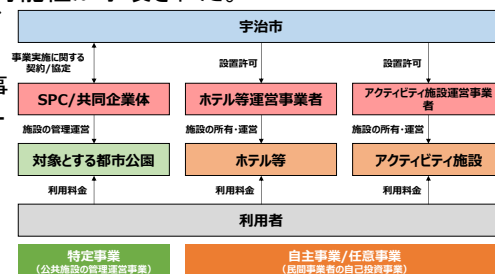 宇治市
事業実施に関する
契約/協定
設置許可
設置許可
SPC/共同企業体
ホテル等運営事業者
アクティビティ施設運営事業
者
施設の管理運営
施設の所有・運営
施設の所有・運営
対象とする都市公園
ホテル等
アクティビティ施設
利用料金
利用料金
利用料金
利用者
特定事業
（公共施設の管理運営事業）
自主事業/任意事業
（民間事業者の自己投資事業）